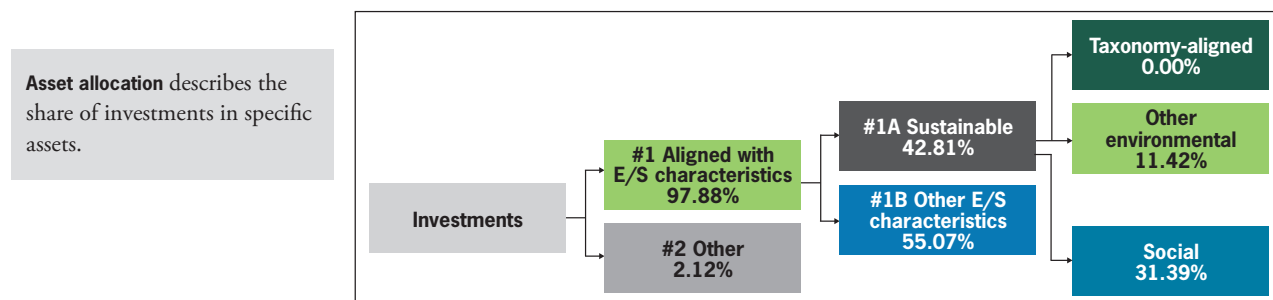 Asset allocation describes the
share of investments in specific
assets.
Investments
#1 Aligned with
E/S characteristics
97.88%
#2 Other
2.12%
#1A Sustainable
42.81%
#1B Other E/S
characteristics
55.07%
Taxonomy-aligned
0.00%
Other
environmental
11.42%
Social
31.39%